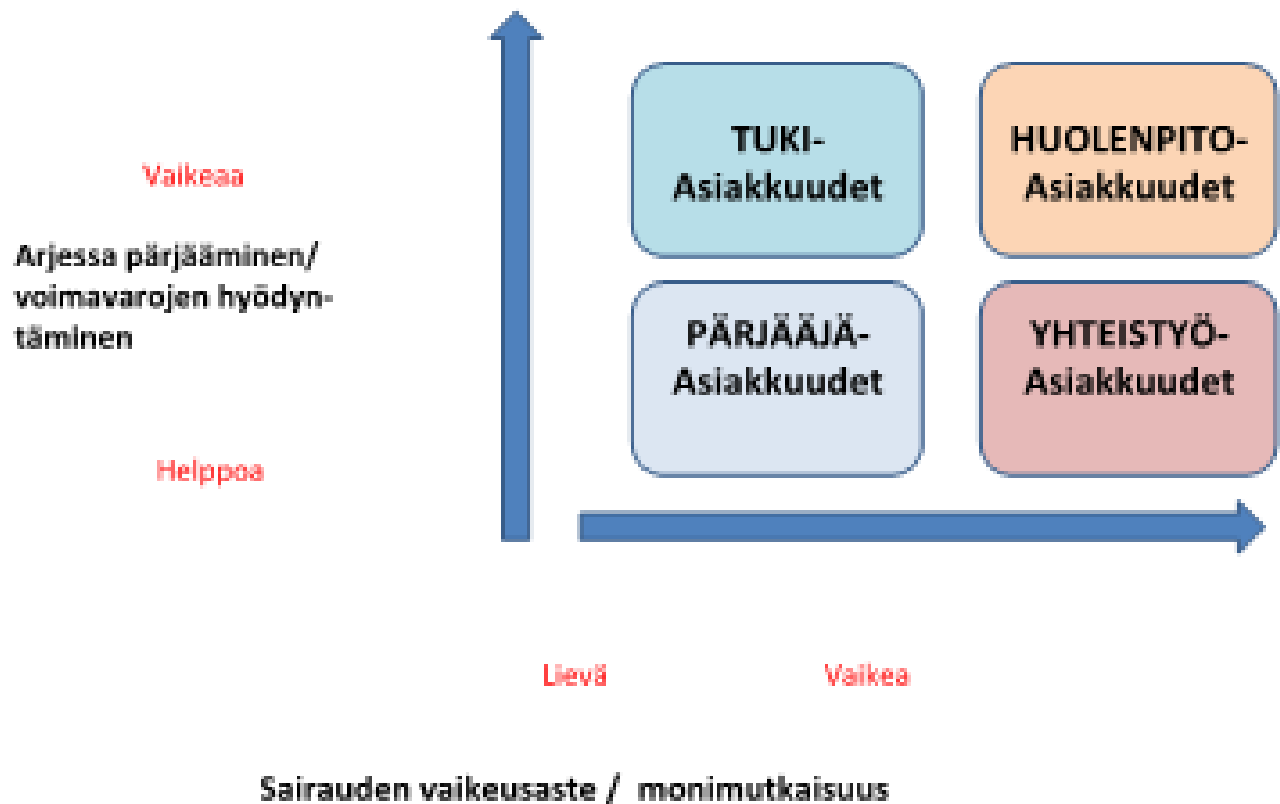 TUKI-
Asiakkuudet
HUOLENPITO-
Asiakkuudet
Vaikeaa
Arjessa pärjääminen/
voimavarojen hyödyn-
täminen
PÄRJÄÄJÄ-
Asiakkuudet
YHTEISTYÖ-
Asiakkuudet
Helppoa
Lievä
Vaikea
Sairauden vaikeusaste / monimutkaisuus